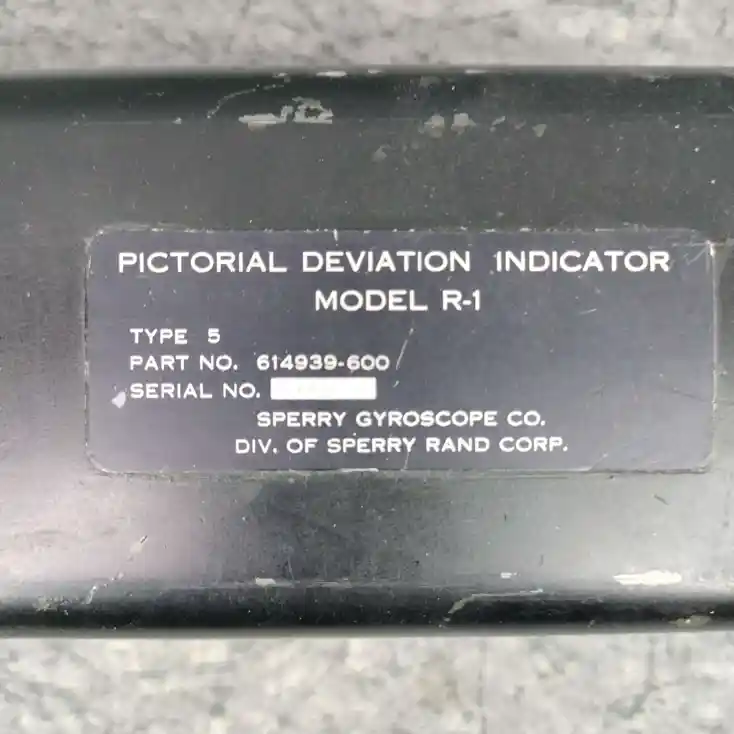 PICTORIAL DEVIATION INDICATOR
MODEL R-1
TYPE 5
PART NO. 614939-600
SERIAL NO.
SPERRY GYROSCOPE CO.
DIV. OF SPERRY RAND CORP.